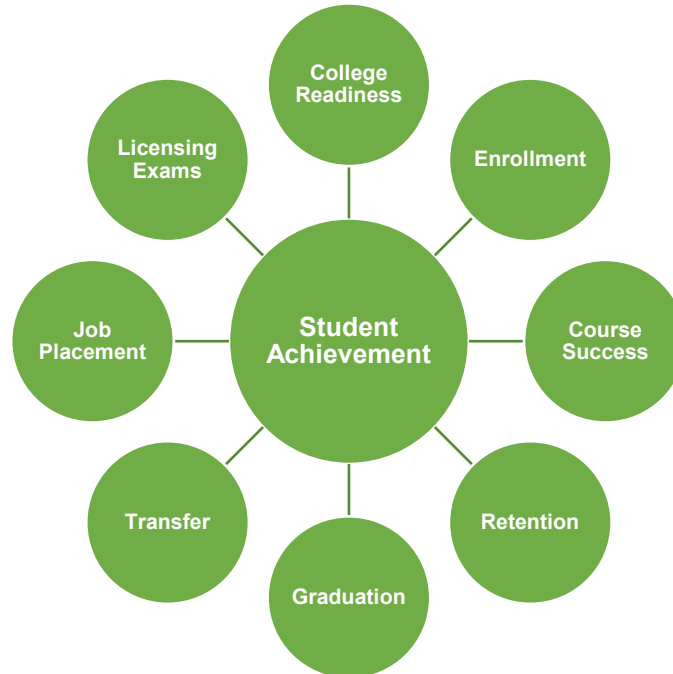 College
Readiness
Enrollment
Course
Success
Retention
Graduation
Transfer
Job
Placement
Licensing
Exams
Student
Achievement